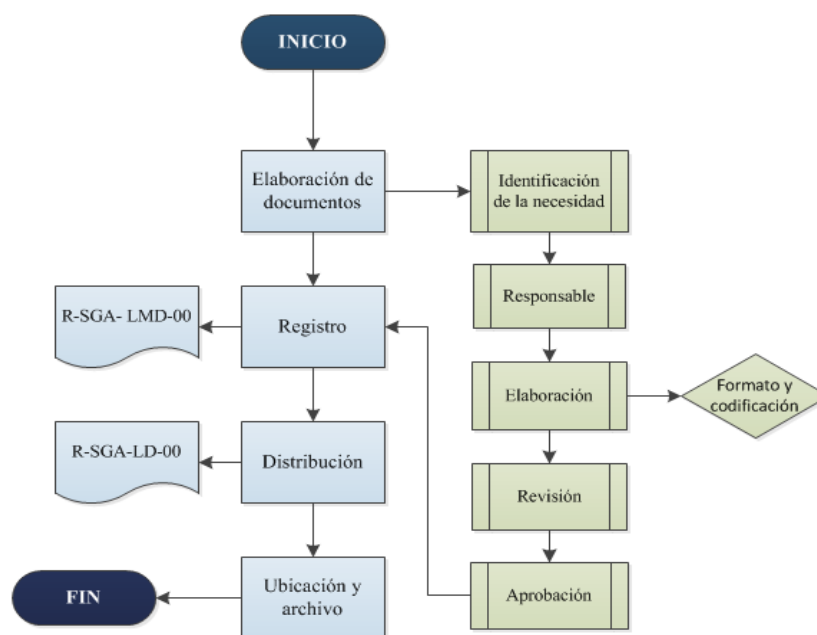 INICIO
Elaboración de
documentos
Identificación
de la necesidad
R-SGA- LMD-00
Registro
Responsable
Elaboración
Formato y
codificación
R-SGA-LD-00
Distribución
Revisión
FIN
Ubicación y
archivo
Aprobación